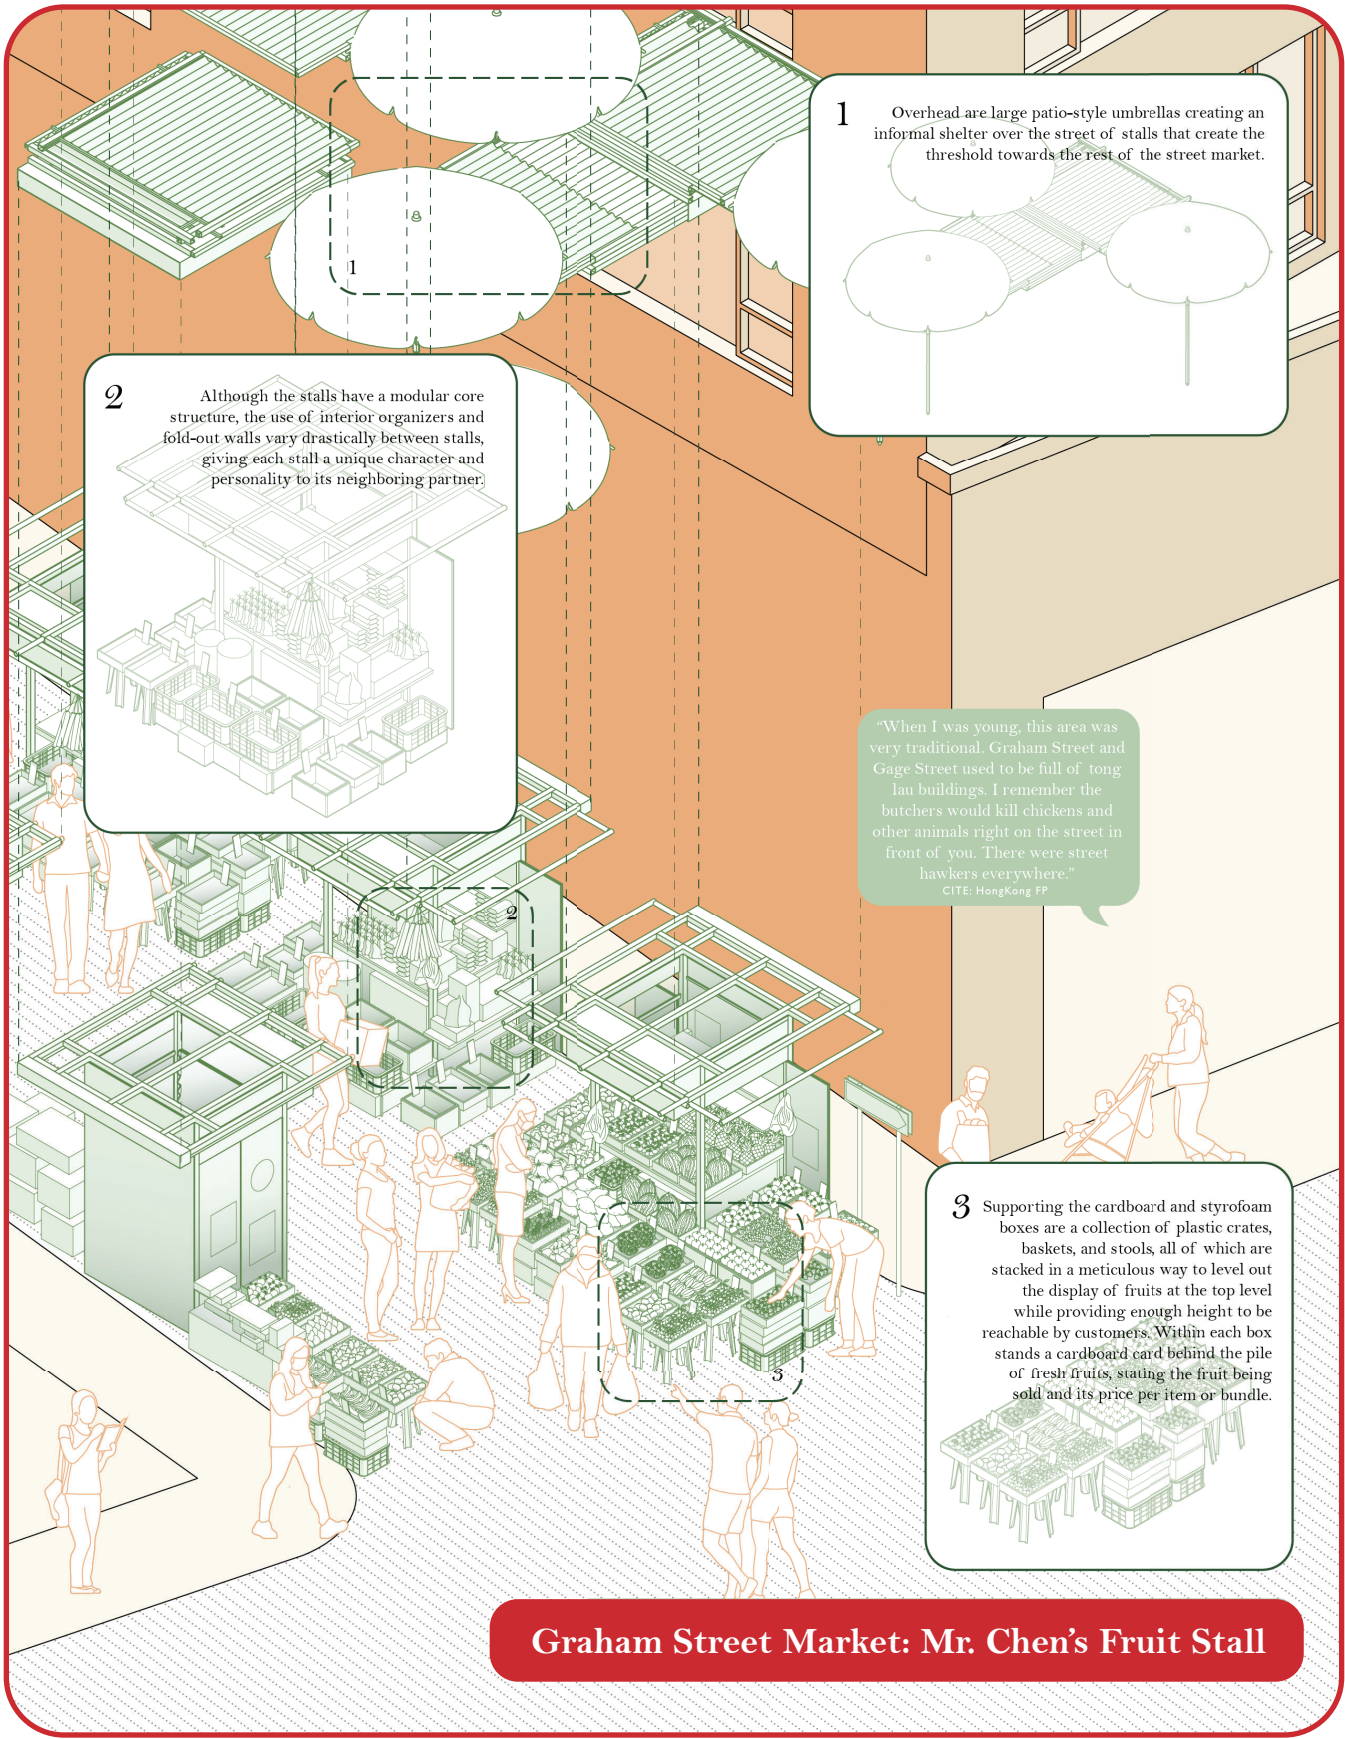 1
Overhead are large patio-style umbrellas creating an
informal shelter over the street of stalls that create the
threshold towards the rest of the street market.
1
2
Although the stalls have a modular core
structure, the use of interior organizers and
fold-out walls vary drastically between stalls,
giving each stall a unique character and
personality to its neighboring partner.
“When I was young, this area was
very traditional. Graham Street and
Gage Street used to be full of tong
lau buildings. I remember the
butchers would kill chickens and
other animals right on the street in
front of you. There were street
hawkers everywhere.”
CITE: HongKong FP
2
3
Supporting the cardboard and styrofoam
boxes are a collection of plastic crates,
baskets, and stools, all of which are
stacked in a meticulous way to level out
the display of fruits at the top level
while providing enough height to be
reachable by customers. Within each box
stands a cardboard card behind the pile
of fresh fruits, stating the fruit being
sold and its price per item or bundle.
3
Graham Street Market: Mr. Chen’s Fruit Stall